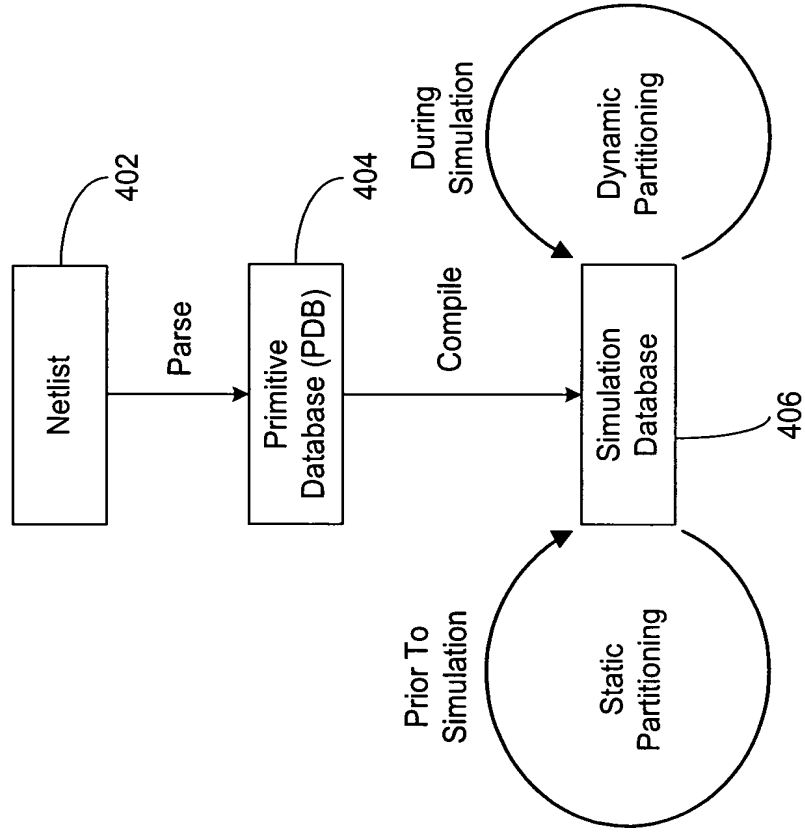 Netlist
402
Parse
Primitive
Database (PDB)
404
Compile
Prior To
Simulation
During
Simulation
Static
Partitioning
Simulation
Database
Dynamic
Partitioning
406